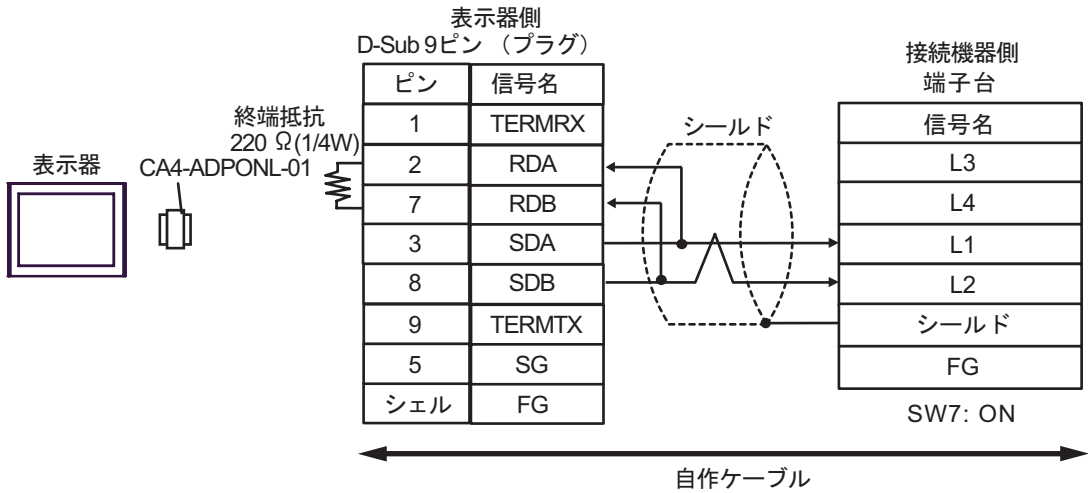 表示器側
D-Sub 9ピン (プラグ)
接続機器側
端子台
ピン 信号名
1 TERMRX
2 RDA
7 RDB
3 SDA
8 SDB
9 TERMTX
5 SG
シェル FG
終端抵抗
220 Ω(1/4W)
表示器
CA4-ADPONL-01
シールド
信号名
L3
L4
L1
L2
シールド
FG
SW7: ON
自作ケーブル